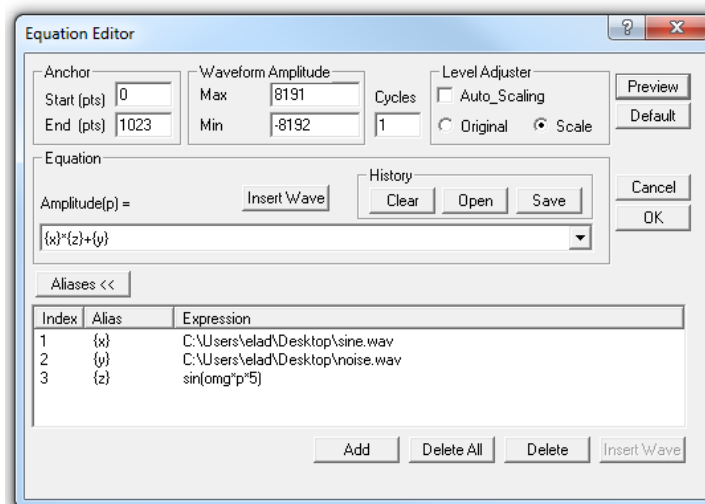 Equation Editor
Anchor
Start (pts) 0
End (pts) 1023
Waveform Amplitude
Max 8191
Min -8192
Cycles
1
Level Adjuster
Auto_Scaling
Original Scale
Preview
Default
Cancel
OK
Equation
Amplitude(p) =
Insert Wave
History
Clear Open Save
{x}*{z}+{y}
Aliases <<
Index Alias Expression
1 {x} C:\Users\elad\Desktop\sine.wav
2 {y} C:\Users\elad\Desktop\noise.wav
3 {z} sin(omg*p*5)
Add Delete All Delete Insert Wave